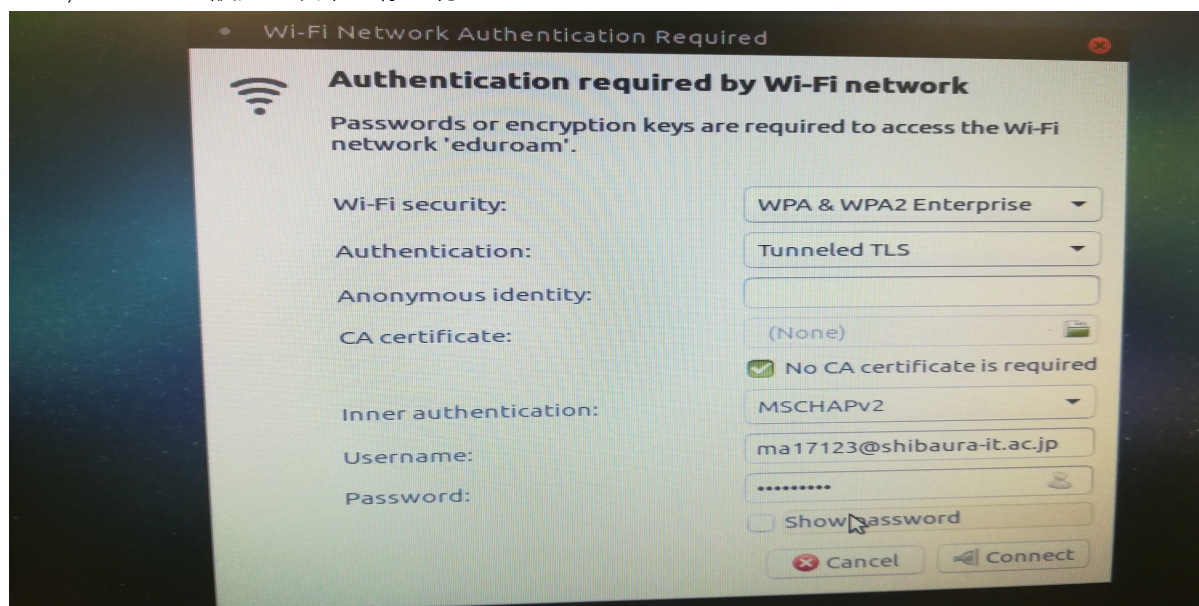 Wi-Fi Network Authentication Required
Authentication required by Wi-Fi network
Passwords or encryption keys are required to access the Wi-Fi
network 'eduroam'.
Wi-Fi security: WPA & WPA2 Enterprise
Authentication: Tunneled TLS
Anonymous identity:
CA certificate: (None)
No CA certificate is required
Inner authentication: MSCHAPv2
Username: ma17123@shibaura-it.ac.jp
Password: •••••••••
Show password
Cancel Connect